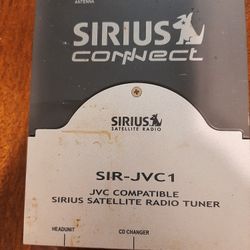 ANTENNA
SIRIUS
connect
SIRIUS
SATELLITE RADIO
SIR-JVC1
JVC COMPATIBLE
SIRIUS SATELLITE RADIO TUNER
HEADUNIT CD CHANGER